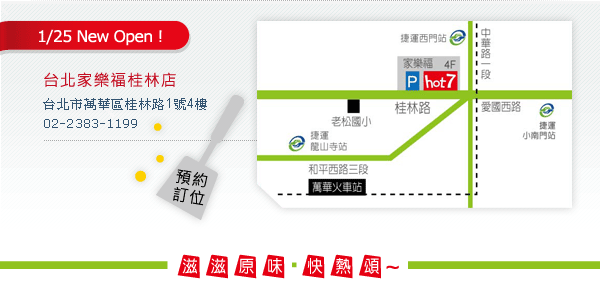 1/25 New Open !
台北家樂福桂林店
台北市萬華區桂林路1號4樓
02-2383-1199
預約
訂位
捷運西門站
中華路一段
家樂福 4F
P hot7
桂林路
愛國西路
老松國小
捷運
小南門站
捷運
龍山寺站
和平西路三段
萬華火車站
滋滋原味·快熱頌~